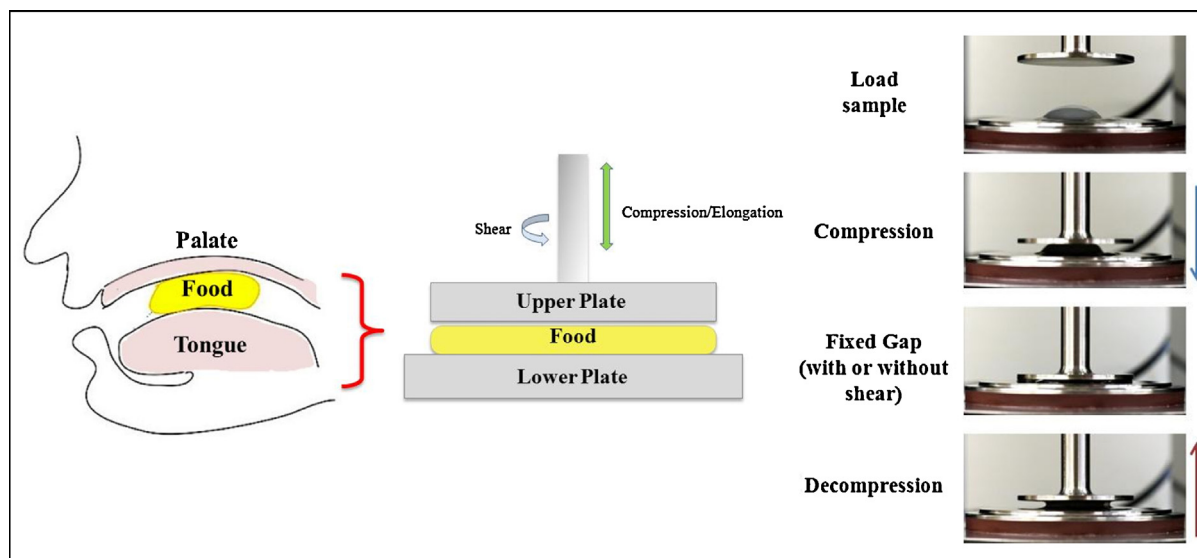 Palate
Food
Tongue
Shear
Compression/Elongation
Upper Plate
Food
Lower Plate
Load
sample
Compression
Fixed Gap
(with or without
shear)
Decompression